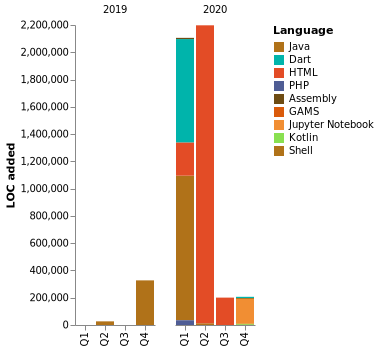 2019
2020
2,200,000
2,000,000
1,800,000
1,600,000
1,400,000
1,200,000
1,000,000
800,000
600,000
400,000
200,000
0
LOC added
Q1
Q2
Q3
Q4
Q1
Q2
Q3
Q4
Language
Java
Dart
HTML
PHP
Assembly
GAMS
Jupyter Notebook
Kotlin
Shell